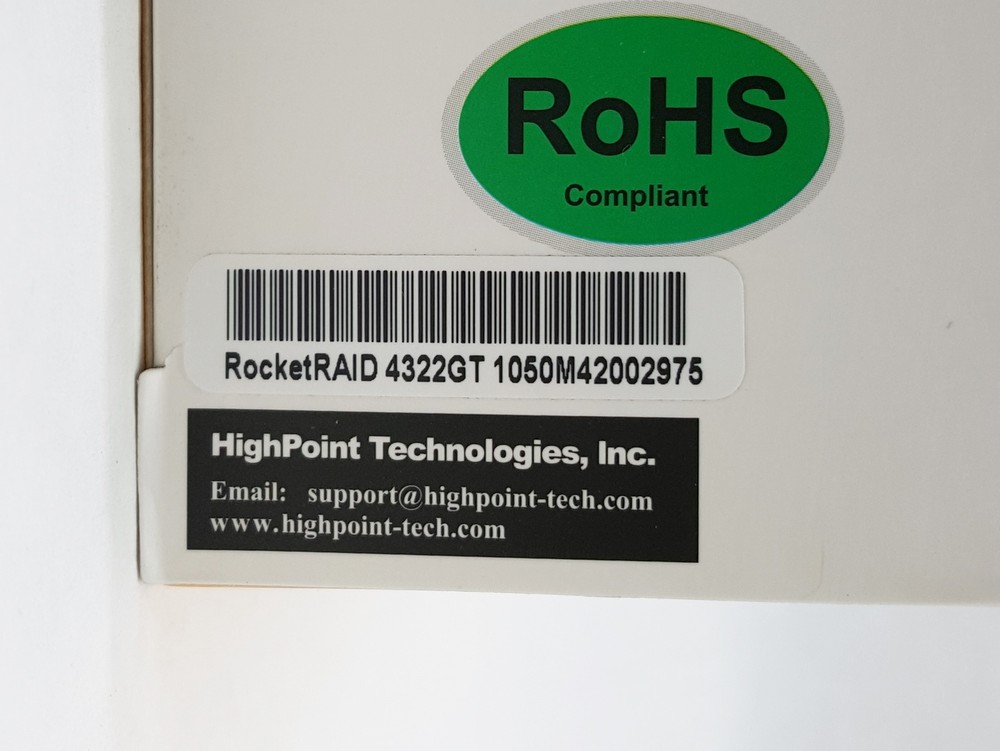 RoHS
Compliant
RocketRAID 4322GT 1050M42002975
HighPoint Technologies, Inc.
Email: support@highpoint-tech.com
www.highpoint-tech.com